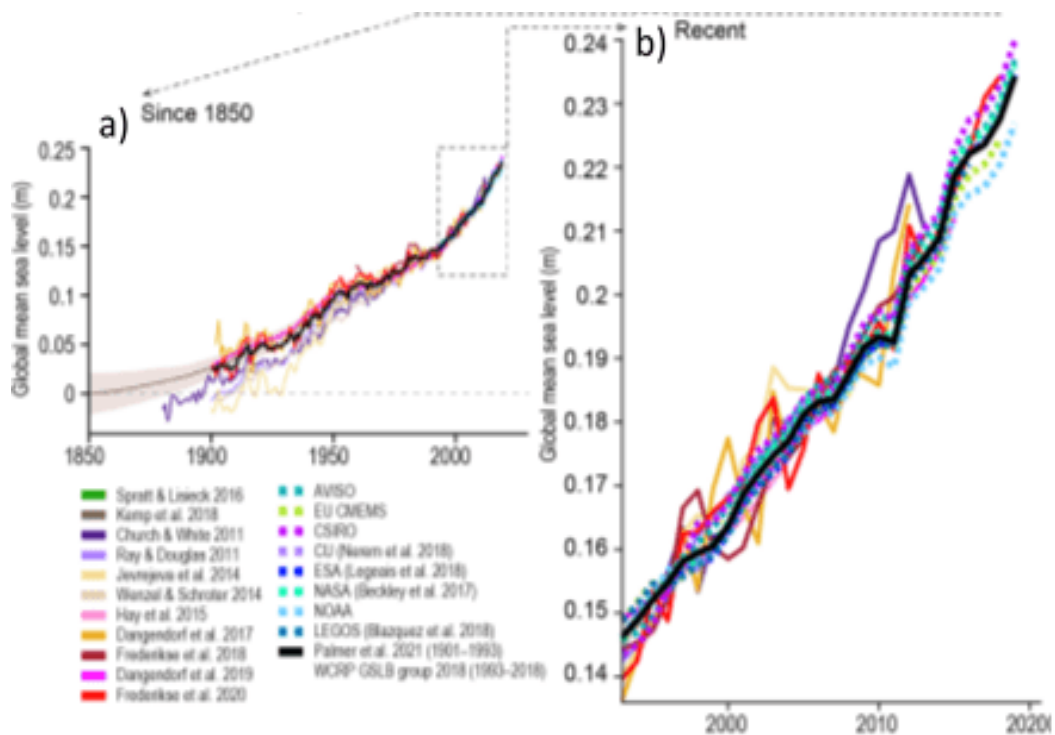 b) Recent
a) Since 1850
Global mean sea level (m)
0.25
0.2
0.15
0.1
0.05
0
1850 1900 1950 2000
Spratt & Lisieck 2016
Kemp et al. 2018
Church & White 2011
Ray & Douglas 2011
Jevrejeva et al. 2014
Wenzel & Schroter 2014
Hay et al. 2015
Dangendorf et al. 2017
Frederikse et al. 2018
Dangendorf et al. 2019
Frederikse et al. 2020
AVISO
EU CMEMS
CSIRO
CU (Nerem et al. 2018)
ESA (Legeais et al. 2018)
NASA (Beckley et al. 2017)
NOAA
LEGOS (Blazquez et al. 2018)
Palmer et al. 2021 (1901–1993)
WCRP GSLB group 2018 (1993-2018)
Global mean sea level (m)
0.24
0.23
0.22
0.21
0.2
0.19
0.18
0.17
0.16
0.15
0.14
2000 2010 2020